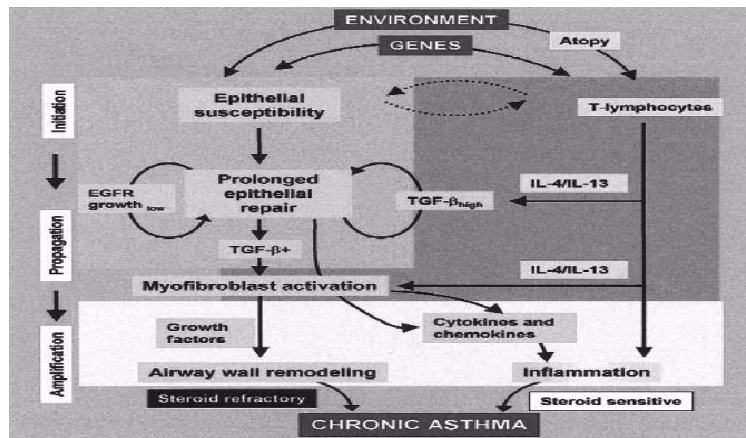 ENVIRONMENT
GENES
Atopy
Initiation
Epithelial
susceptibility
T-lymphocytes
EGFR
growth low
Prolonged
epithelial
repair
TGF-βhigh
IL-4/IL-13
Propagation
TGF-β+
Myofibroblast activation
IL-4/IL-13
Amplification
Growth
factors
Cytokines and
chemokines
Airway wall remodeling
Inflammation
Steroid refractory
Steroid sensitive
CHRONIC ASTHMA